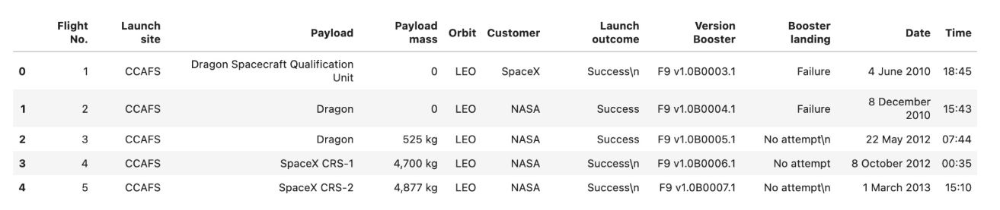 Flight No. Launch site Payload Payload mass Orbit Customer Launch outcome Version Booster Booster landing Date Time
0 1 CCAFS Dragon Spacecraft Qualification Unit 0 LEO SpaceX Success\n F9 v1.0B0003.1 Failure 4 June 2010 18:45
1 2 CCAFS Dragon 0 LEO NASA Success F9 v1.0B0004.1 Failure 8 December 2010 15:43
2 3 CCAFS Dragon 525 kg LEO NASA Success F9 v1.0B0005.1 No attempt\n 22 May 2012 07:44
3 4 CCAFS SpaceX CRS-1 4,700 kg LEO NASA Success\n F9 v1.0B0006.1 No attempt 8 October 2012 00:35
4 5 CCAFS SpaceX CRS-2 4,877 kg LEO NASA Success\n F9 v1.0B0007.1 No attempt\n 1 March 2013 15:10